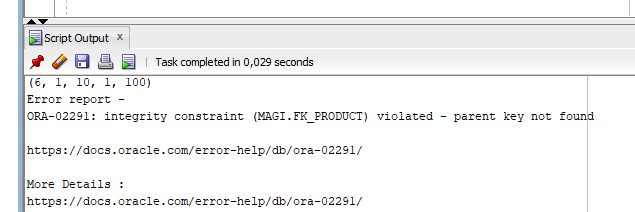 Script Output x
Task completed in 0,029 seconds
(6, 1, 10, 1, 100)
Error report -
ORA-02291: integrity constraint (MAGI.FK_PRODUCT) violated - parent key not found
https://docs.oracle.com/error-help/db/ora-02291/
More Details :
https://docs.oracle.com/error-help/db/ora-02291/